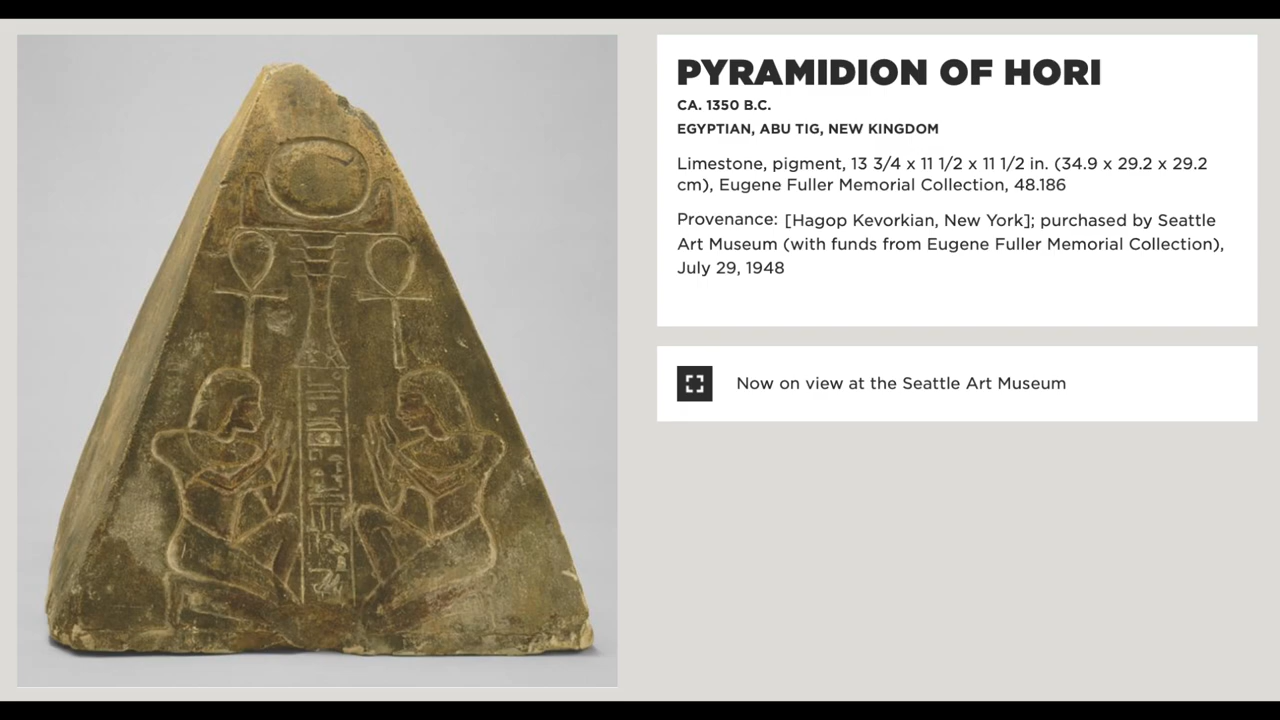 PYRAMIDION OF HORI
CA. 1350 B.C.
EGYPTIAN, ABU TIG, NEW KINGDOM
Limestone, pigment, 13 3/4 x 11 1/2 x 11 1/2 in. (34.9 x 29.2 x 29.2
cm), Eugene Fuller Memorial Collection, 48.186
Provenance: [Hagop Kevorkian, New York]; purchased by Seattle
Art Museum (with funds from Eugene Fuller Memorial Collection),
July 29, 1948
Now on view at the Seattle Art Museum